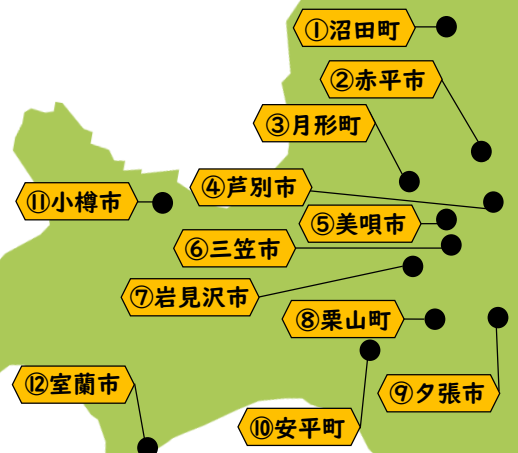 ①沼田町
②赤平市
③月形町
④芦別市
⑤美唄市
⑥三笠市
⑦岩見沢市
⑧栗山町
⑨夕張市
⑩安平町
⑪小樽市
⑫室蘭市